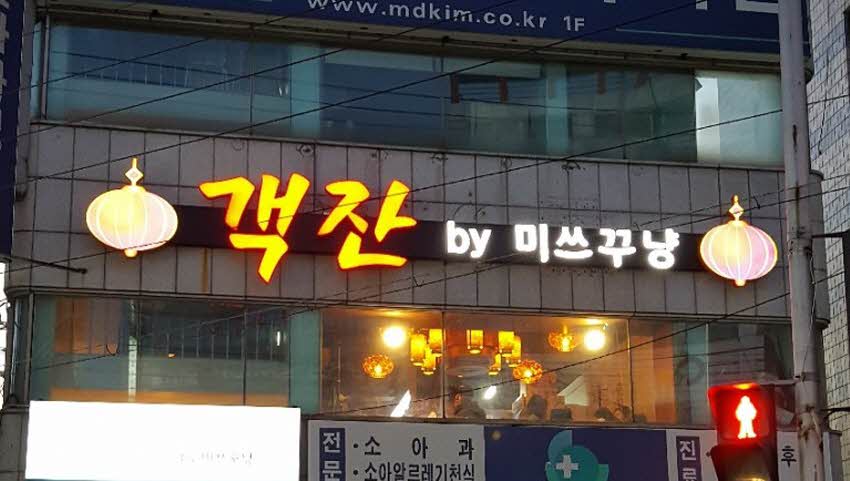 www.mdkim.co.kr 1F
객잔 by 미쓰꾸냥
전문
·소아과
·소아알르레기천식
진료
후